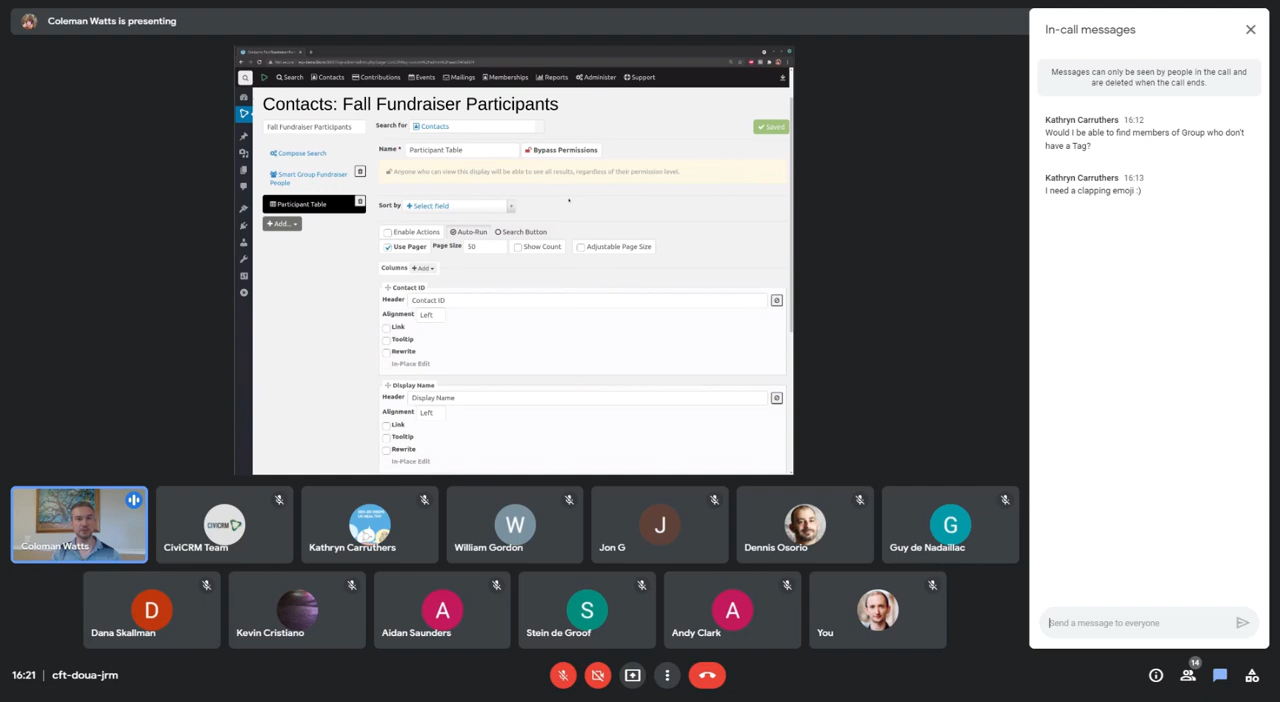 Coleman Watts is presenting
Search Contacts Contributions Events Mailings Memberships Reports Administer Support
Contacts: Fall Fundraiser Participants
Fall Fundraiser Participants
Search for Contacts
Saved
Compose Search
Smart Group Fundraiser
People
Participant Table
Add...
Name * Participant Table Bypass Permissions
Anyone who can view this display will be able to see all results, regardless of their permission level.
Sort by Select field
Enable Actions Auto-Run Search Button
Use Pager Page Size 50 Show Count Adjustable Page Size
Columns Add
Contact ID
Header Contact ID
Alignment Left
Link
Tooltip
Rewrite
In-Place Edit
Display Name
Header Display Name
Alignment Left
Link
Tooltip
Rewrite
In-Place Edit
In-call messages
Messages can only be seen by people in the call and
are deleted when the call ends.
Kathryn Carruthers 16:12
Would I be able to find members of Group who don't
have a Tag?
Kathryn Carruthers 16:13
I need a clapping emoji :)
Send a message to everyone
Coleman Watts
CIVICRM
CiviCRM Team
Kathryn Carruthers
W
William Gordon
J
Jon G
Dennis Osorio
G
Guy de Nadaillac
D
Dana Skallman
Kevin Cristiano
A
Aidan Saunders
S
Stein de Groof
A
Andy Clark
You
16:21 | cft-doua-jrm
14